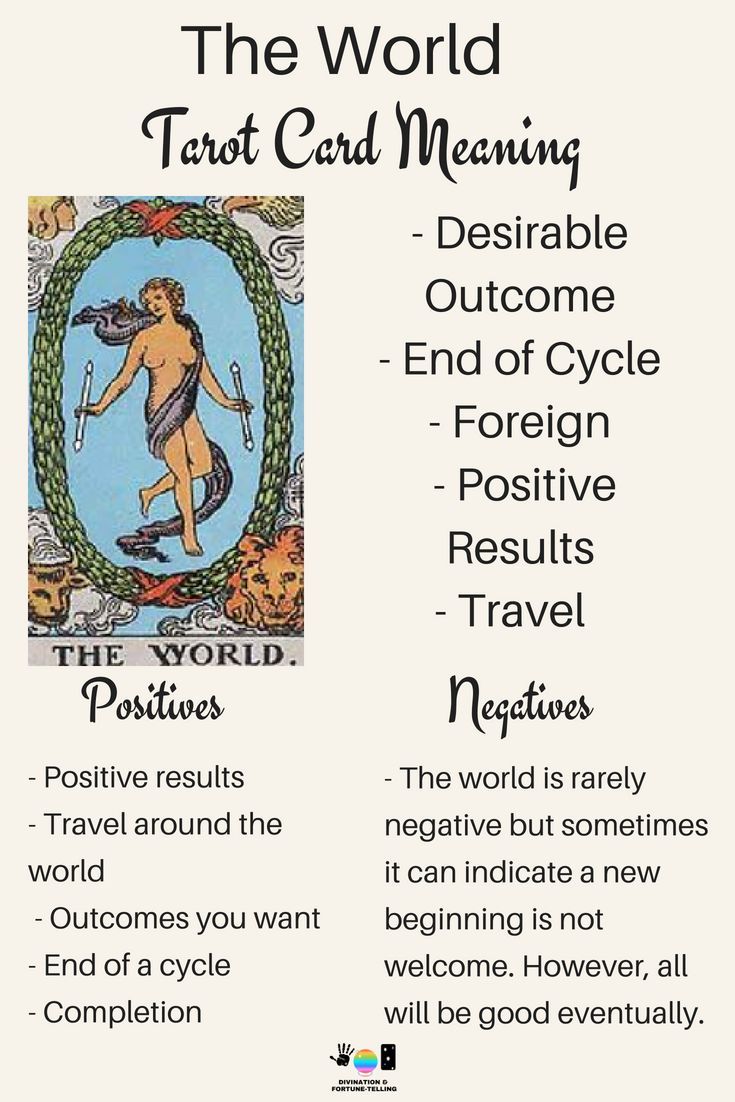 The World
Tarot Card Meaning
- Desirable
Outcome
- End of Cycle
- Foreign
- Positive
Results
- Travel
THE WORLD.
Positives
- Positive results
- Travel around the
world
- Outcomes you want
- End of a cycle
- Completion
Negatives
- The world is rarely
negative but sometimes
it can indicate a new
beginning is not
welcome. However, all
will be good eventually.
DIVINATION &
FORTUNE-TELLING